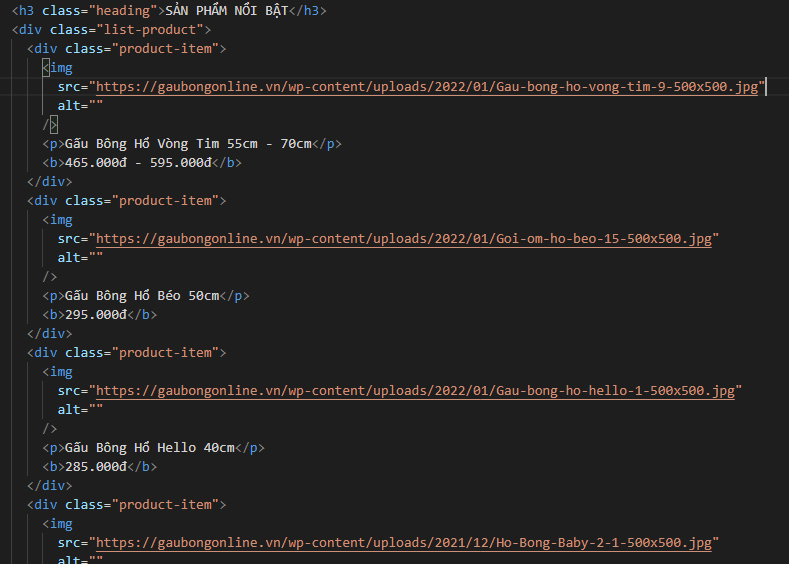 <h3 class="heading">SẢN PHẨM NỔI BẬT</h3>
<div class="list-product">
<div class="product-item">
<img
src="https://gaubongonline.vn/wp-content/uploads/2022/01/Gau-bong-ho-vong-tim-9-500x500.jpg"
alt=""
/>
<p>Gấu Bông Hổ Vòng Tim 55cm - 70cm</p>
<b>465.000đ - 595.000đ</b>
</div>
<div class="product-item">
<img
src="https://gaubongonline.vn/wp-content/uploads/2022/01/Goi-om-ho-beo-15-500x500.jpg"
alt=""
/>
<p>Gấu Bông Hổ Béo 50cm</p>
<b>295.000đ</b>
</div>
<div class="product-item">
<img
src="https://gaubongonline.vn/wp-content/uploads/2022/01/Gau-bong-ho-hello-1-500x500.jpg"
alt=""
/>
<p>Gấu Bông Hổ Hello 40cm</p>
<b>285.000đ</b>
</div>
<div class="product-item">
<img
src="https://gaubongonline.vn/wp-content/uploads/2021/12/Ho-Bong-Baby-2-1-500x500.jpg"
alt=""